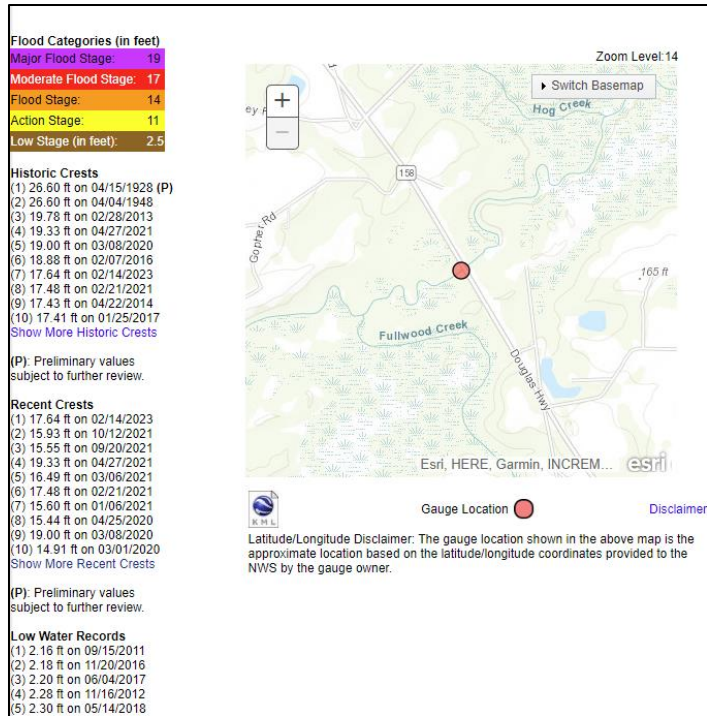 Flood Categories (in feet)
Major Flood Stage: 19
Moderate Flood Stage: 17
Flood Stage: 14
Action Stage: 11
Low Stage (in feet): 2.5
Historic Crests
(1) 26.60 ft on 04/15/1928 (P)
(2) 26.60 ft on 04/04/1948
(3) 19.78 ft on 02/28/2013
(4) 19.33 ft on 04/27/2021
(5) 19.00 ft on 03/08/2020
(6) 18.88 ft on 02/07/2016
(7) 17.64 ft on 02/14/2023
(8) 17.48 ft on 02/21/2021
(9) 17.43 ft on 04/22/2014
(10) 17.41 ft on 01/25/2017
Show More Historic Crests
(P): Preliminary values
subject to further review.
Recent Crests
(1) 17.64 ft on 02/14/2023
(2) 15.93 ft on 10/12/2021
(3) 15.55 ft on 09/20/2021
(4) 19.33 ft on 04/27/2021
(5) 16.49 ft on 03/06/2021
(6) 17.48 ft on 02/21/2021
(7) 15.60 ft on 01/06/2021
(8) 15.44 ft on 04/25/2020
(9) 19.00 ft on 03/08/2020
(10) 14.91 ft on 03/01/2020
Show More Recent Crests
(P): Preliminary values
subject to further review.
Low Water Records
(1) 2.16 ft on 09/15/2011
(2) 2.18 ft on 11/20/2016
(3) 2.20 ft on 06/04/2017
(4) 2.28 ft on 11/16/2012
(5) 2.30 ft on 05/14/2018
Zoom Level:14
+
−
Switch Basemap
Hog Creek
158
Gopher Rd
165 ft
Fullwood Creek
Douglas Hwy
Esri, HERE, Garmin, INCREM...
esri
KML
Gauge Location
Disclaimer
Latitude/Longitude Disclaimer: The gauge location shown in the above map is the
approximate location based on the latitude/longitude coordinates provided to the
NWS by the gauge owner.